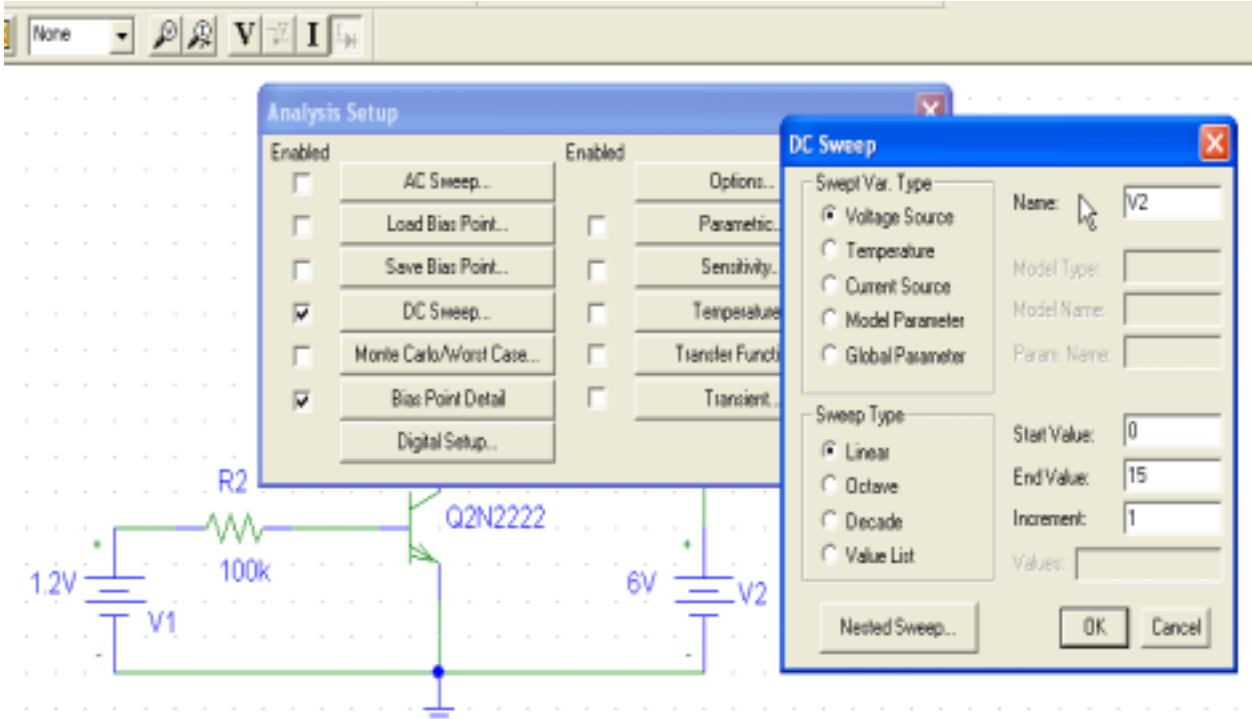 None
V I
Analysis Setup
Enabled Enabled
AC Sweep... Options...
Load Bias Point... Parametric...
Save Bias Point... Sensitivity...
DC Sweep... Temperature
Monte Carlo/Worst Case... Transfer Functi
Bias Point Detail Transient...
Digital Setup...
DC Sweep
Swept Var. Type
Voltage Source
Temperature
Current Source
Model Parameter
Global Parameter
Name: V2
Model Type:
Model Name:
Param. Name:
Sweep Type
Linear
Octave
Decade
Value List
Start Value: 0
End Value: 15
Increment: 1
Values:
Nested Sweep... OK Cancel
R2
Q2N2222
100k
1.2V
V1
6V
V2